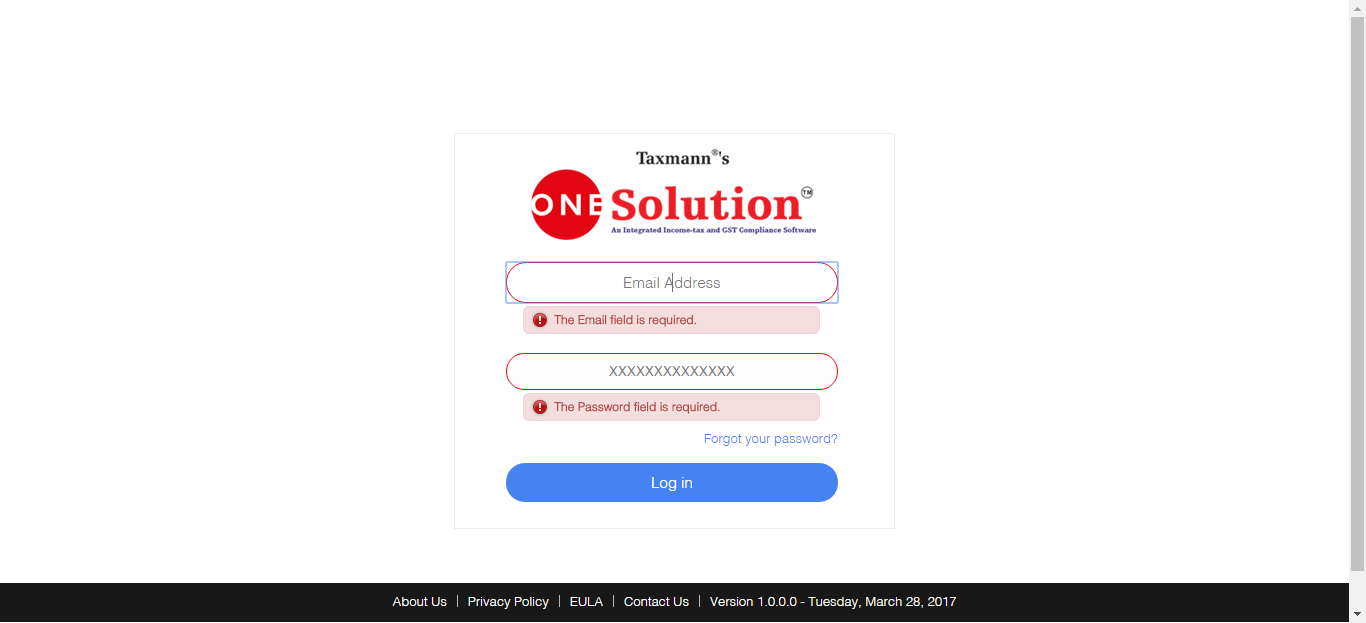 Taxmann®'s
ONE Solution™
An Integrated Income-tax and GST Compliance Software
Email Address
The Email field is required.
XXXXXXXXXXXXXX
The Password field is required.
Forgot your password?
Log in
About Us | Privacy Policy | EULA | Contact Us | Version 1.0.0.0 - Tuesday, March 28, 2017